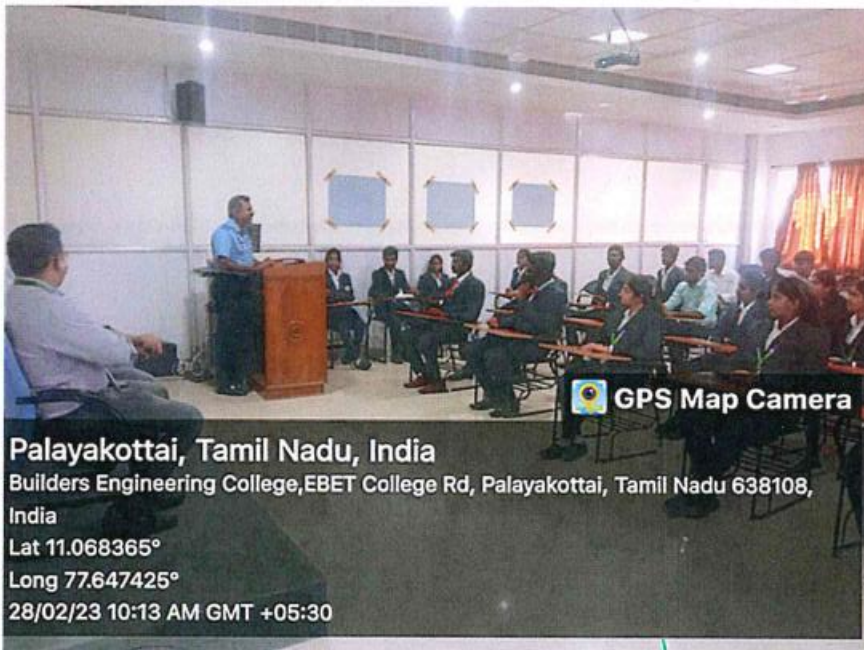 GPS Map Camera
Palayakottai, Tamil Nadu, India
Builders Engineering College,EBET College Rd, Palayakottai, Tamil Nadu 638108,
India
Lat 11.068365°
Long 77.647425°
28/02/23 10:13 AM GMT +05:30